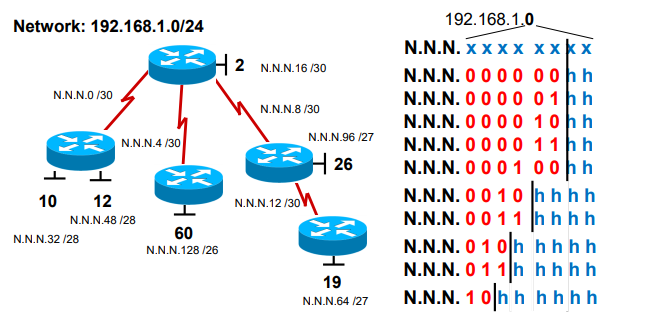 Network: 192.168.1.0/24
2
N.N.N.16 /30
N.N.N.0 /30
N.N.N.8 /30
N.N.N.4 /30
N.N.N.96 /27
26
10
12
N.N.N.48 /28
N.N.N.32 /28
60
N.N.N.128 /26
N.N.N.12 /30
19
N.N.N.64 /27
192.168.1.0
N.N.N. x x x x x x x x
N.N.N. 0 0 0 0 0 0 h h
N.N.N. 0 0 0 0 0 1 h h
N.N.N. 0 0 0 0 1 0 h h
N.N.N. 0 0 0 0 1 1 h h
N.N.N. 0 0 0 1 0 0 h h
N.N.N. 0 0 1 0 h h h h
N.N.N. 0 0 1 1 h h h h
N.N.N. 0 1 0 h h h h h
N.N.N. 0 1 1 h h h h h
N.N.N. 1 0 h h h h h h